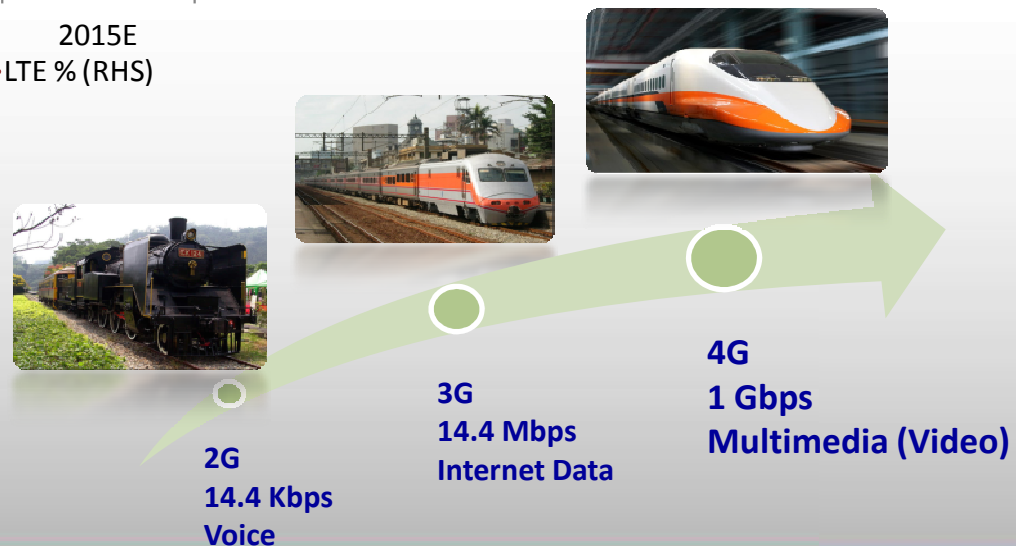 2015E
LTE % (RHS)
4G
1 Gbps
Multimedia (Video)
3G
14.4 Mbps
Internet Data
2G
14.4 Kbps
Voice